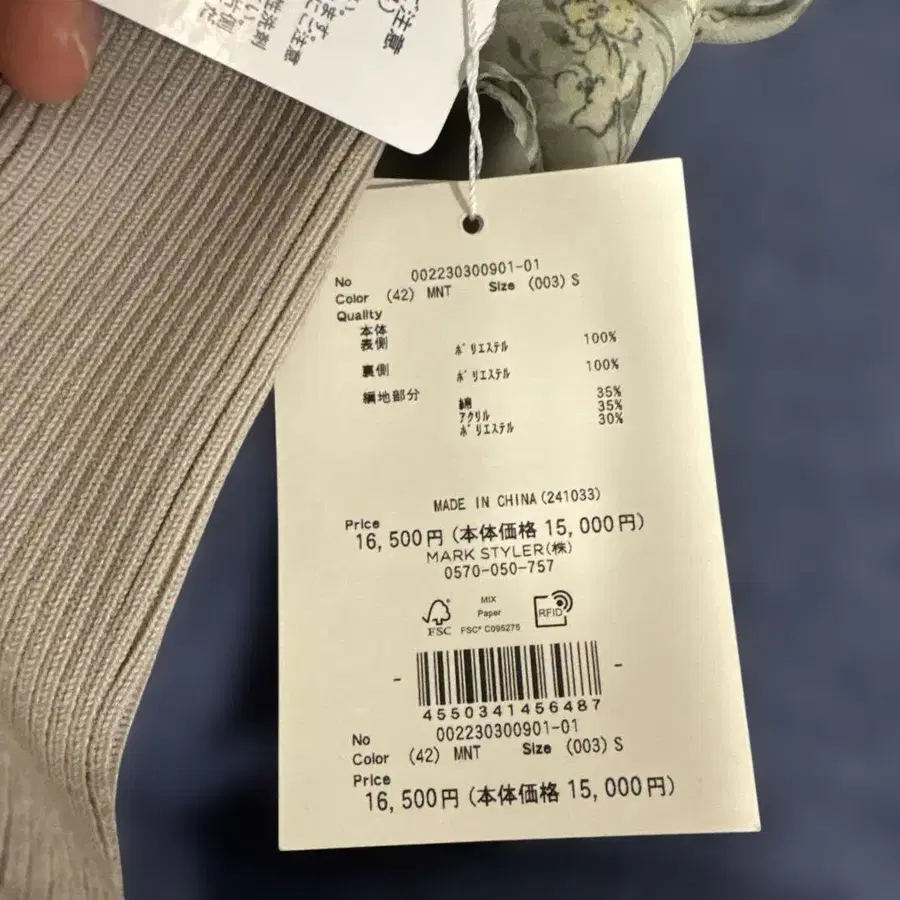 ご注意
No 002230300901-01
Color (42) MNT Size (003) S
Quality
本体
表側 ポリエステル 100%
裏側 ポリエステル 100%
編地部分 綿 35%
アクリル 35%
ポリエステル 30%
MADE IN CHINA (241033)
Price
16,500円 (本体価格 15,000円)
MARK STYLER(株)
0570-050-757
FSC® MIX Paper FSC® C095275
RFID
4550341456487
No 002230300901-01
Color (42) MNT Size (003) S
Price
16,500円 (本体価格 15,000円)